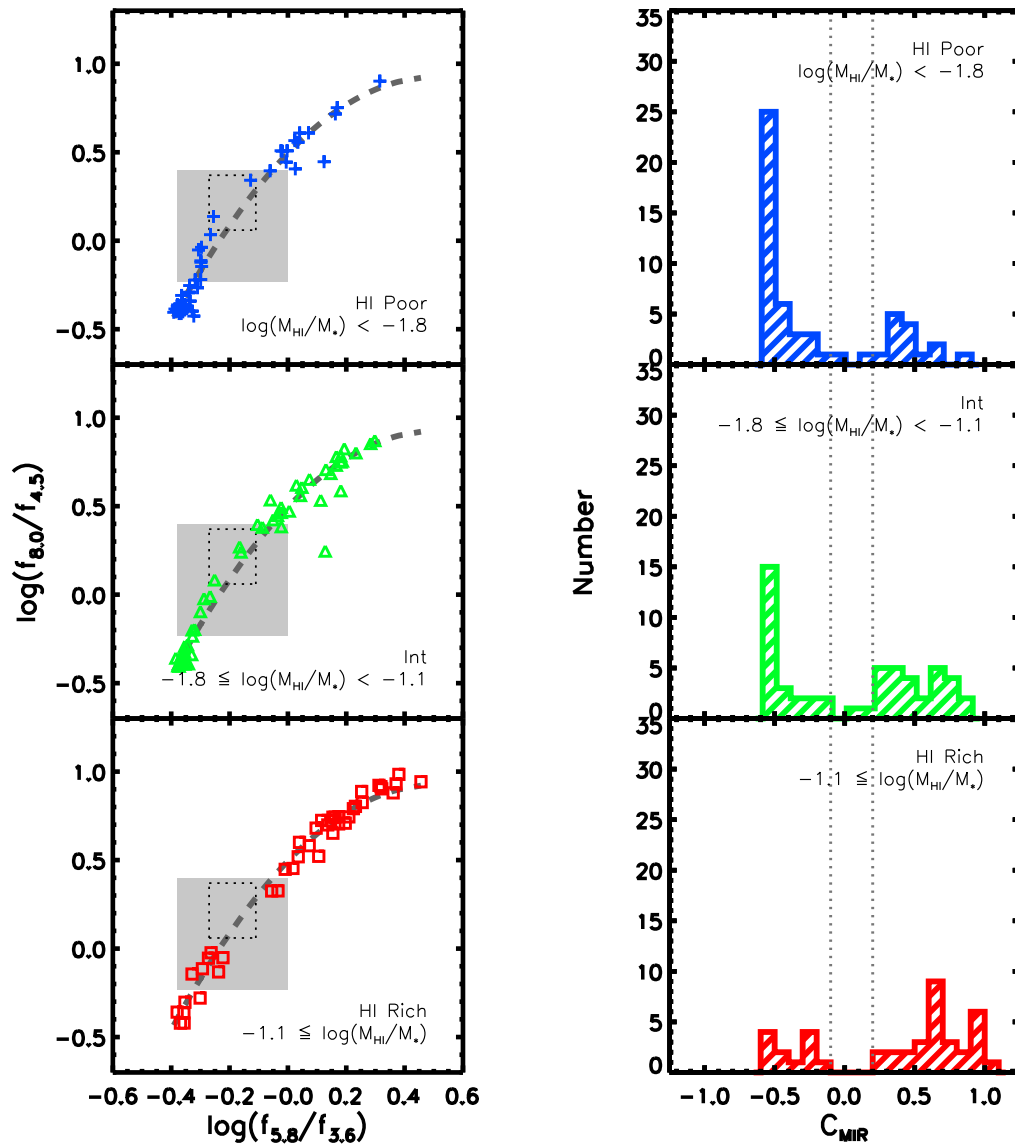 1.0
0.5
0.0
−0.5
HI Poor
log(M_HI/M_*) < −1.8
1.0
0.5
0.0
−0.5
Int
−1.8 ≦ log(M_HI/M_*) < −1.1
1.0
0.5
0.0
−0.5
HI Rich
−1.1 ≦ log(M_HI/M_*)
log(f_8.0/f_4.5)
−0.6 −0.4 −0.2 −0.0 0.2 0.4 0.6
log(f_5.8/f_3.6)
35
30
25
20
15
10
5
0
HI Poor
log(M_HI/M_*) < −1.8
35
30
25
20
15
10
5
0
Int
−1.8 ≦ log(M_HI/M_*) < −1.1
35
30
25
20
15
10
5
0
HI Rich
−1.1 ≦ log(M_HI/M_*)
Number
−1.0 −0.5 0.0 0.5 1.0
C_MIR